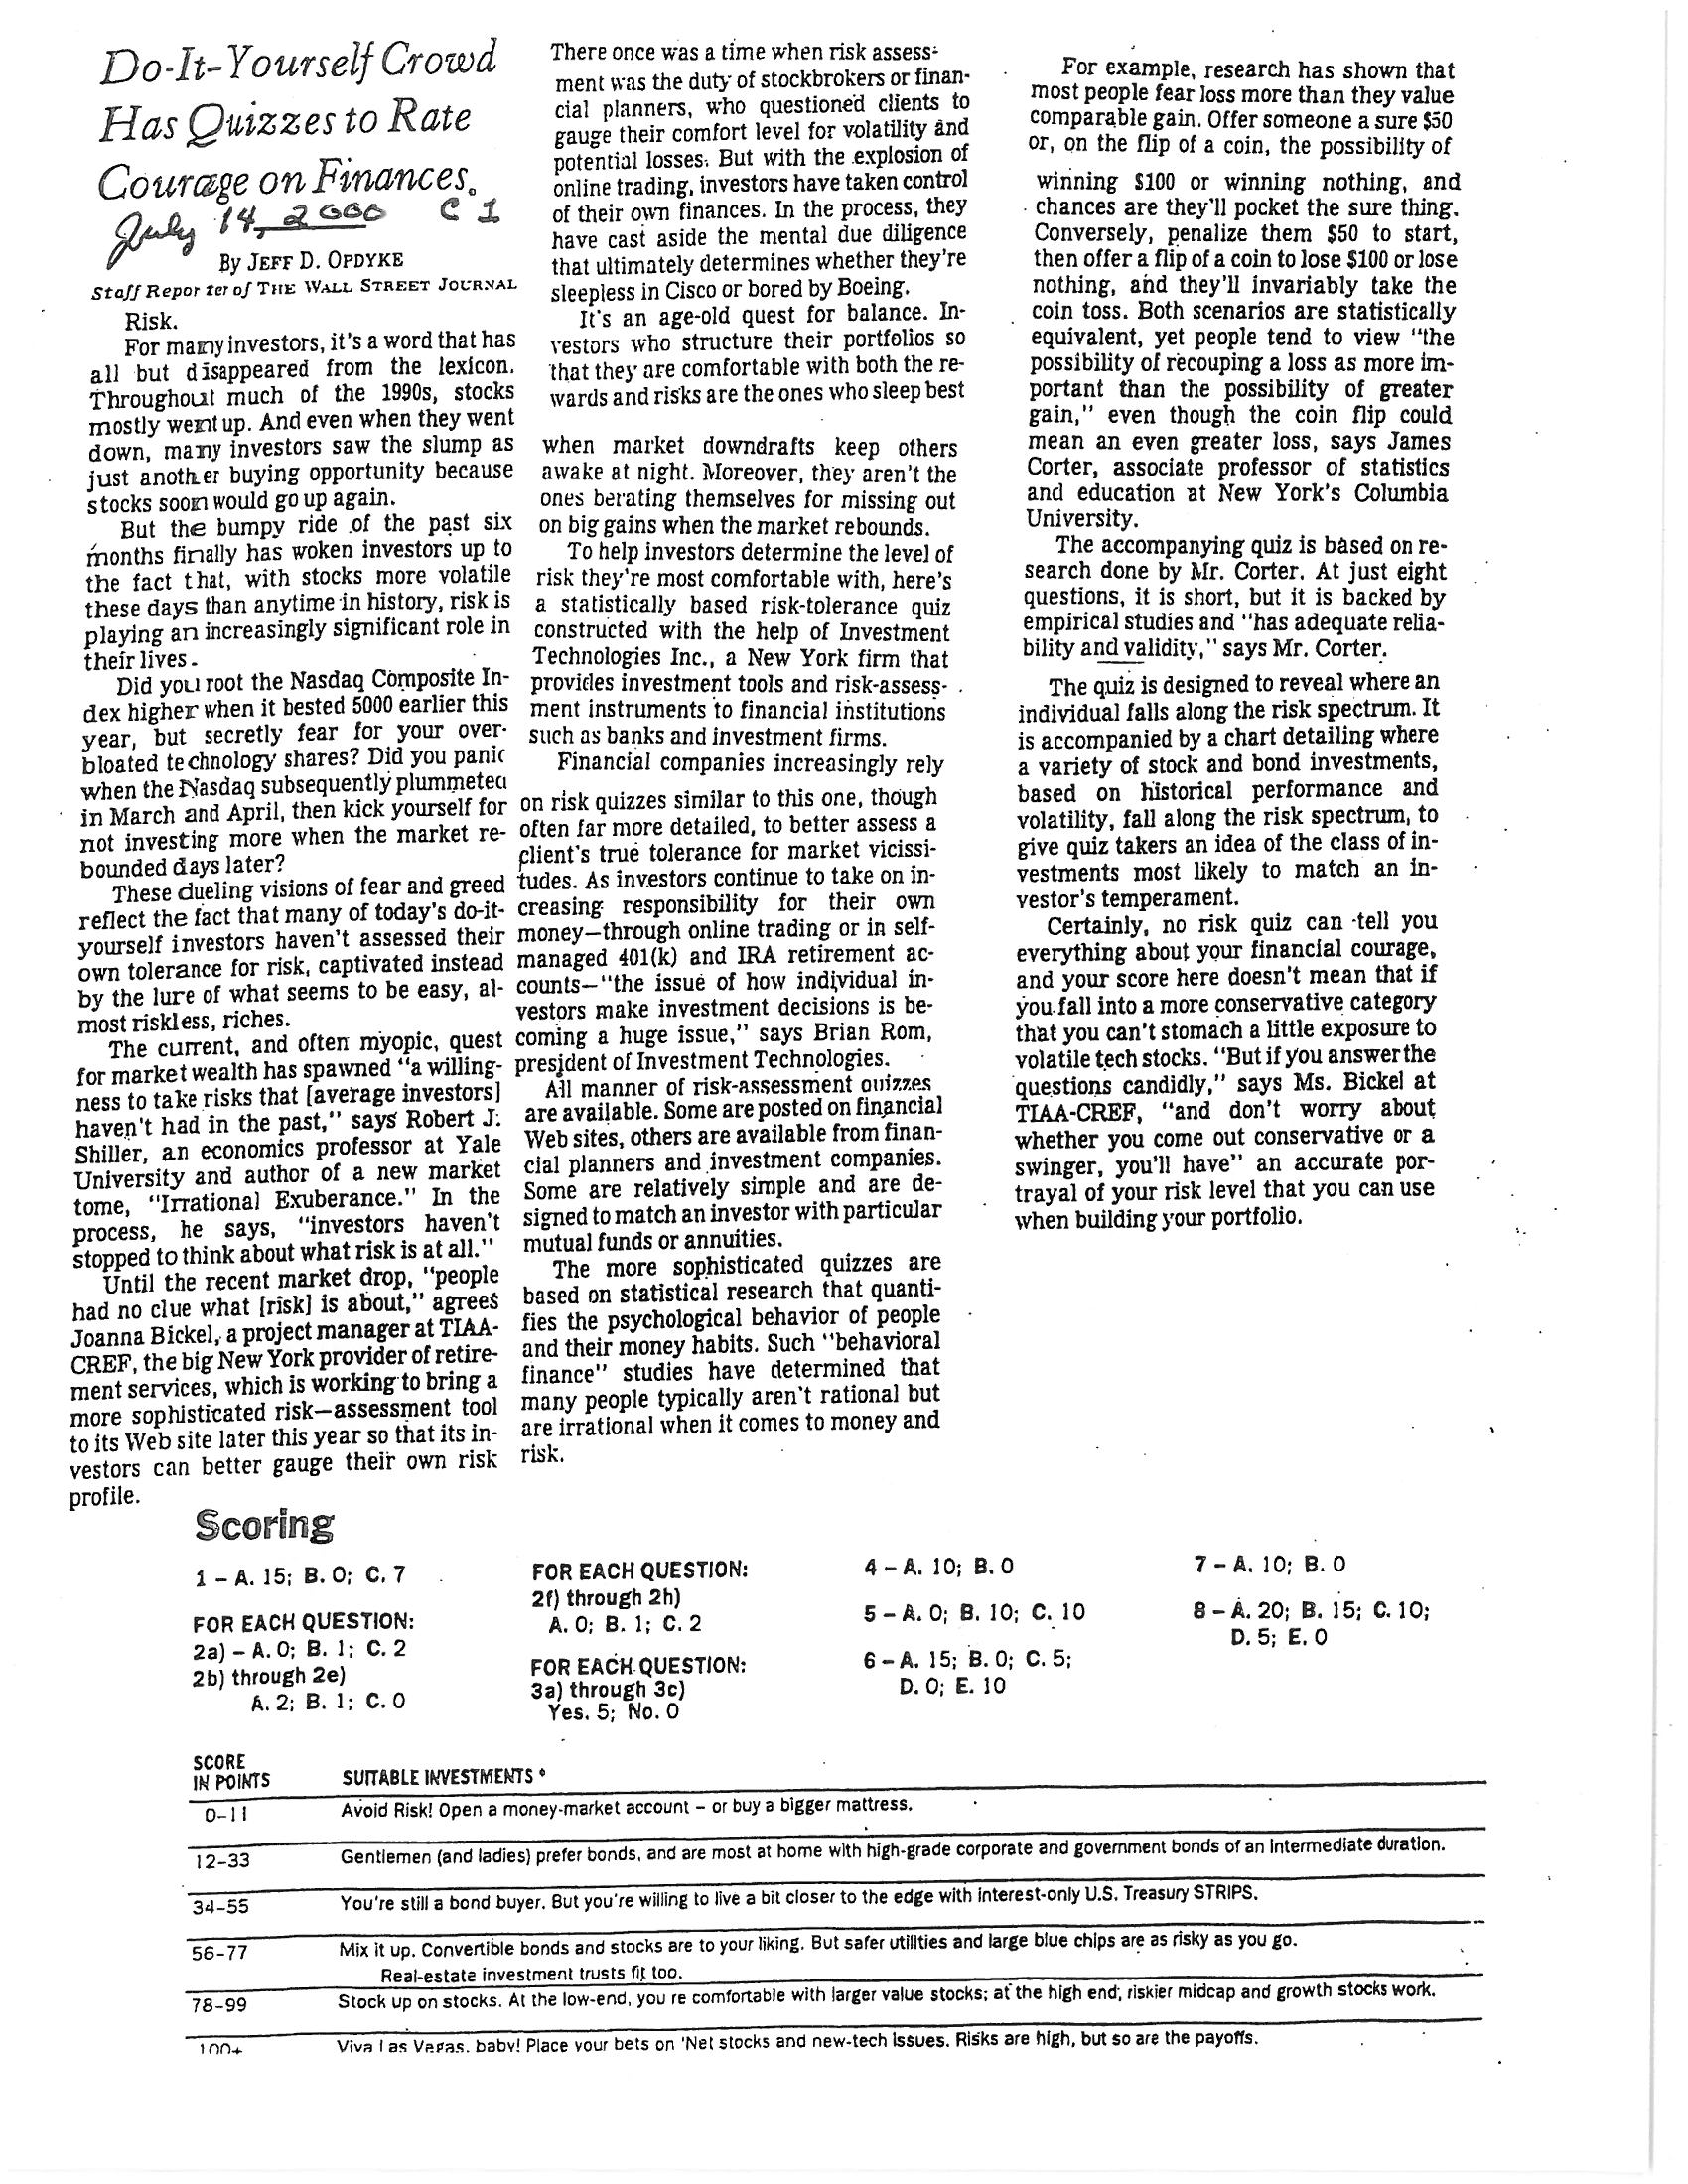 Do-It-Yourself Crowd
Has Quizzes to Rate
Courage on Finances.
July 14, 2000 C 1
By JEFF D. OPDYKE
Staff Reporter of THE WALL STREET JOURNAL
Risk.
For many investors, it's a word that has
all but disappeared from the lexicon.
Throughout much of the 1990s, stocks
mostly went up. And even when they went
down, many investors saw the slump as
just another buying opportunity because
stocks soon would go up again.
But the bumpy ride of the past six
months finally has woken investors up to
the fact that, with stocks more volatile
these days than anytime in history, risk is
playing an increasingly significant role in
their lives.
Did you root the Nasdaq Composite In-
dex higher when it bested 5000 earlier this
year, but secretly fear for your over-
bloated technology shares? Did you panic
when the Nasdaq subsequently plummeted
in March and April, then kick yourself for
not investing more when the market re-
bounded days later?
These dueling visions of fear and greed
reflect the fact that many of today's do-it-
yourself investors haven't assessed their
own tolerance for risk, captivated instead
by the lure of what seems to be easy, al-
most riskless, riches.
The current, and often myopic, quest
for market wealth has spawned "a willing-
ness to take risks that [average investors]
haven't had in the past," says Robert J.
Shiller, an economics professor at Yale
University and author of a new market
tome, "Irrational Exuberance." In the
process, he says, "investors haven't
stopped to think about what risk is at all."
Until the recent market drop, "people
had no clue what [risk] is about," agrees
Joanna Bickel, a project manager at TIAA-
CREF, the big New York provider of retire-
ment services, which is working to bring a
more sophisticated risk—assessment tool
to its Web site later this year so that its in-
vestors can better gauge their own risk
profile.
There once was a time when risk assess-
ment was the duty of stockbrokers or finan-
cial planners, who questioned clients to
gauge their comfort level for volatility and
potential losses. But with the explosion of
online trading, investors have taken control
of their own finances. In the process, they
have cast aside the mental due diligence
that ultimately determines whether they're
sleepless in Cisco or bored by Boeing.
It's an age-old quest for balance. In-
vestors who structure their portfolios so
that they are comfortable with both the re-
wards and risks are the ones who sleep best
when market downdrafts keep others
awake at night. Moreover, they aren't the
ones berating themselves for missing out
on big gains when the market rebounds.
To help investors determine the level of
risk they're most comfortable with, here's
a statistically based risk-tolerance quiz
constructed with the help of Investment
Technologies Inc., a New York firm that
provides investment tools and risk-assess-
ment instruments to financial institutions
such as banks and investment firms.
Financial companies increasingly rely
on risk quizzes similar to this one, though
often far more detailed, to better assess a
client's true tolerance for market vicissi-
tudes. As investors continue to take on in-
creasing responsibility for their own
money—through online trading or in self-
managed 401(k) and IRA retirement ac-
counts—"the issue of how individual in-
vestors make investment decisions is be-
coming a huge issue," says Brian Rom,
president of Investment Technologies.
All manner of risk-assessment quizzes
are available. Some are posted on financial
Web sites, others are available from finan-
cial planners and investment companies.
Some are relatively simple and are de-
signed to match an investor with particular
mutual funds or annuities.
The more sophisticated quizzes are
based on statistical research that quanti-
fies the psychological behavior of people
and their money habits. Such "behavioral
finance" studies have determined that
many people typically aren't rational but
are irrational when it comes to money and
risk.
For example, research has shown that
most people fear loss more than they value
comparable gain. Offer someone a sure $50
or, on the flip of a coin, the possibility of
winning $100 or winning nothing, and
chances are they'll pocket the sure thing.
Conversely, penalize them $50 to start,
then offer a flip of a coin to lose $100 or lose
nothing, and they'll invariably take the
coin toss. Both scenarios are statistically
equivalent, yet people tend to view "the
possibility of recouping a loss as more im-
portant than the possibility of greater
gain," even though the coin flip could
mean an even greater loss, says James
Corter, associate professor of statistics
and education at New York's Columbia
University.
The accompanying quiz is based on re-
search done by Mr. Corter. At just eight
questions, it is short, but it is backed by
empirical studies and "has adequate relia-
bility and validity," says Mr. Corter.
The quiz is designed to reveal where an
individual falls along the risk spectrum. It
is accompanied by a chart detailing where
a variety of stock and bond investments,
based on historical performance and
volatility, fall along the risk spectrum, to
give quiz takers an idea of the class of in-
vestments most likely to match an in-
vestor's temperament.
Certainly, no risk quiz can tell you
everything about your financial courage,
and your score here doesn't mean that if
you fall into a more conservative category
that you can't stomach a little exposure to
volatile tech stocks. "But if you answer the
questions candidly," says Ms. Bickel at
TIAA-CREF, "and don't worry about
whether you come out conservative or a
swinger, you'll have" an accurate por-
trayal of your risk level that you can use
when building your portfolio.
Scoring
1 – A. 15; B. 0; C. 7
FOR EACH QUESTION:
2a) – A. 0; B. 1; C. 2
2b) through 2e)
A. 2; B. 1; C. 0
FOR EACH QUESTION:
2f) through 2h)
A. 0; B. 1; C. 2
FOR EACH QUESTION:
3a) through 3c)
Yes. 5; No. 0
4 – A. 10; B. 0
5 – A. 0; B. 10; C. 10
6 – A. 15; B. 0; C. 5;
D. 0; E. 10
7 – A. 10; B. 0
8 – A. 20; B. 15; C. 10;
D. 5; E. 0
SCORE
IN POINTS SUITABLE INVESTMENTS *
0–11 Avoid Risk! Open a money-market account – or buy a bigger mattress.
12–33 Gentlemen (and ladies) prefer bonds, and are most at home with high-grade corporate and government bonds of an intermediate duration.
34–55 You're still a bond buyer. But you're willing to live a bit closer to the edge with interest-only U.S. Treasury STRIPS.
56–77 Mix it up. Convertible bonds and stocks are to your liking. But safer utilities and large blue chips are as risky as you go.
Real-estate investment trusts fit too.
78–99 Stock up on stocks. At the low-end, you re comfortable with larger value stocks; at the high end, riskier midcap and growth stocks work.
100+ Viva Las Vegas, baby! Place your bets on 'Net stocks and new-tech issues. Risks are high, but so are the payoffs.